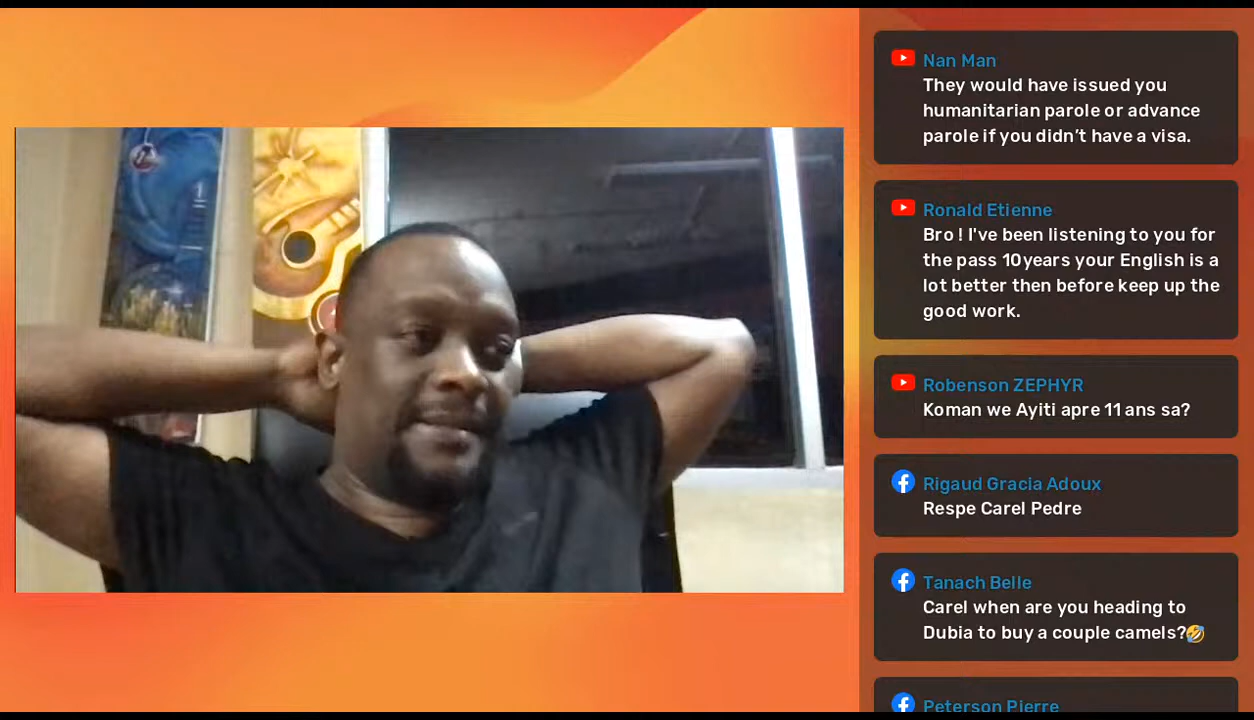 Nan Man
They would have issued you
humanitarian parole or advance
parole if you didn’t have a visa.
Ronald Etienne
Bro ! I've been listening to you for
the pass 10years your English is a
lot better then before keep up the
good work.
Robenson ZEPHYR
Koman we Ayiti apre 11 ans sa?
Rigaud Gracia Adoux
Respe Carel Pedre
Tanach Belle
Carel when are you heading to
Dubia to buy a couple camels?🤣
Peterson Pierre